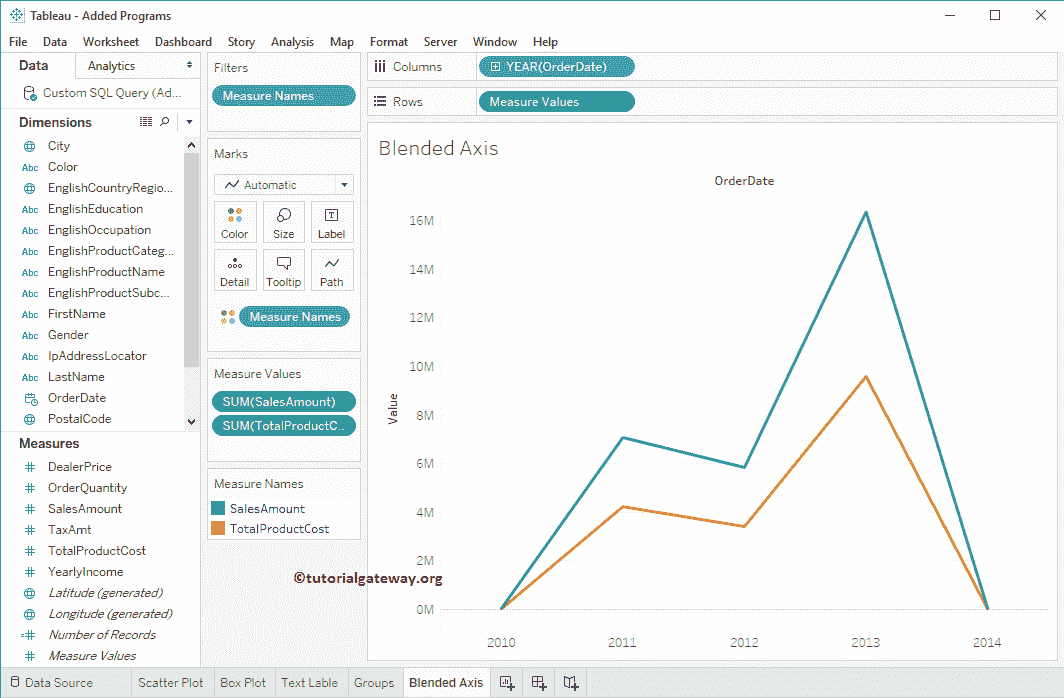 Tableau - Added Programs
File Data Worksheet Dashboard Story Analysis Map Format Server Window Help
Data Analytics
Custom SQL Query (Ad...
Dimensions
City
Abc Color
EnglishCountryRegio...
Abc EnglishEducation
Abc EnglishOccupation
Abc EnglishProductCateg...
Abc EnglishProductName
Abc EnglishProductSubc...
Abc FirstName
Abc Gender
Abc IpAddressLocator
Abc LastName
OrderDate
PostalCode
Measures
# DealerPrice
# OrderQuantity
# SalesAmount
# TaxAmt
# TotalProductCost
# YearlyIncome
Latitude (generated)
Longitude (generated)
=# Number of Records
# Measure Values
Filters
Measure Names
Marks
Automatic
Color Size Label
Detail Tooltip Path
Measure Names
Measure Values
SUM(SalesAmount)
SUM(TotalProductC..
Measure Names
SalesAmount
TotalProductCost
©tutorialgateway.org
Columns YEAR(OrderDate)
Rows Measure Values
Blended Axis
OrderDate
Value
16M
14M
12M
10M
8M
6M
4M
2M
0M
2010 2011 2012 2013 2014
Data Source Scatter Plot Box Plot Text Lable Groups Blended Axis